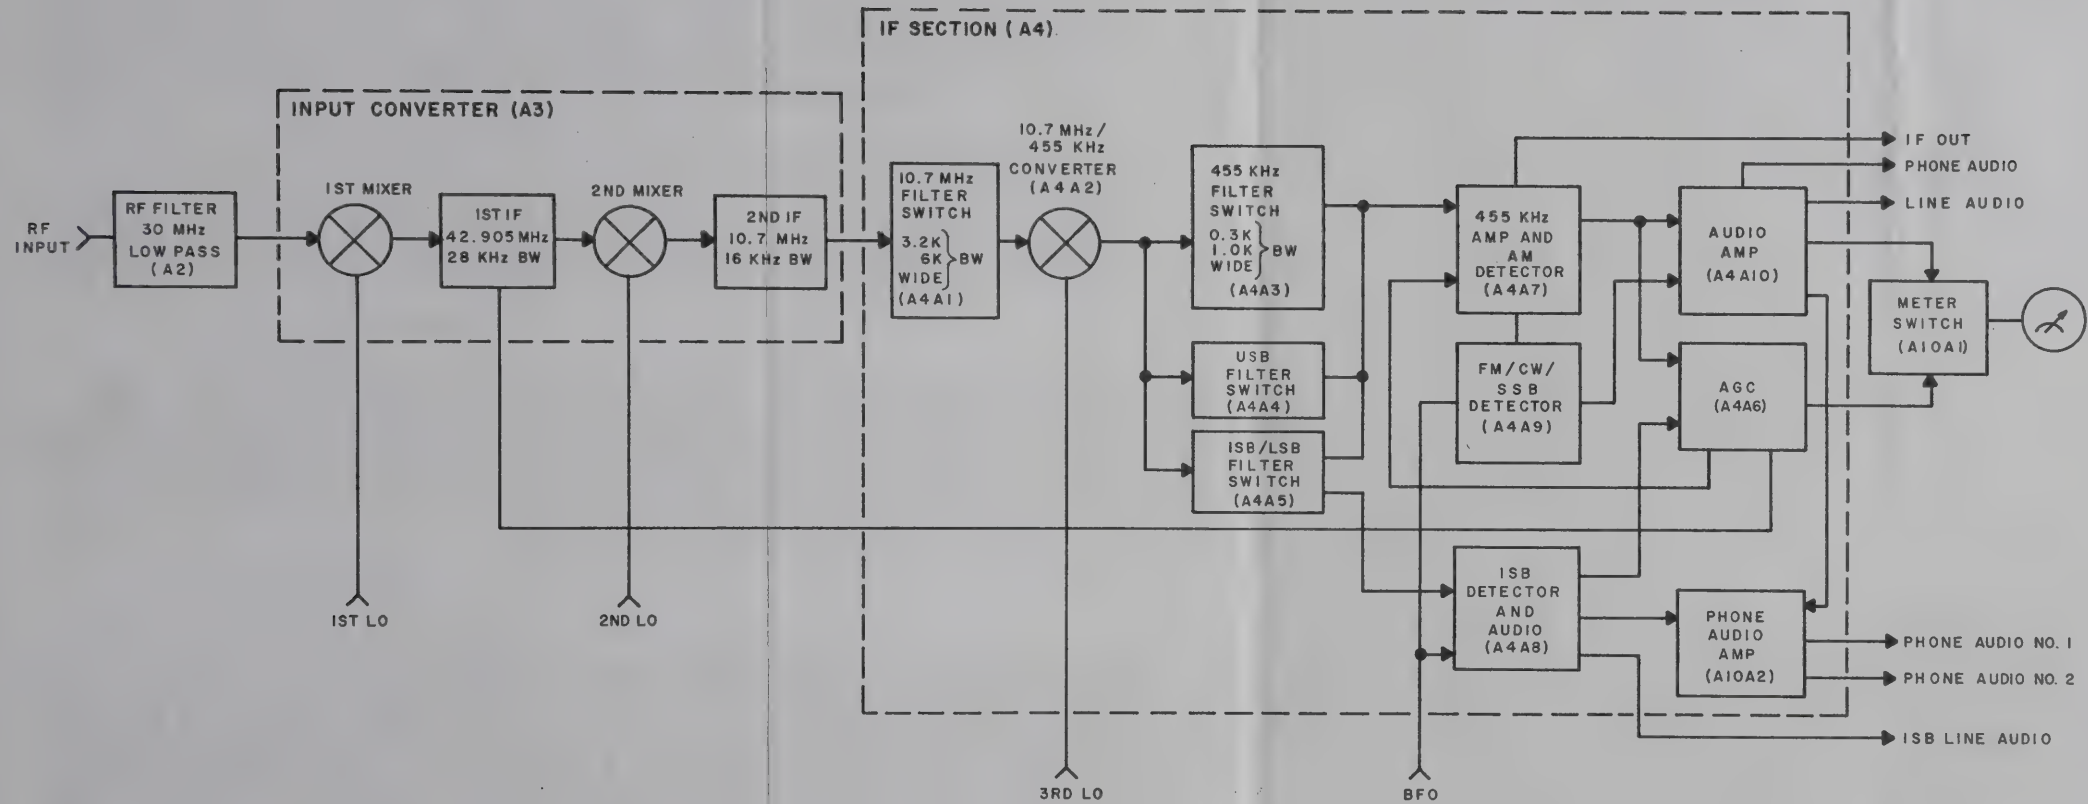 IF SECTION (A4)
INPUT CONVERTER (A3)
RF
INPUT
RF FILTER
30 MHz
LOW PASS
(A2)
1ST MIXER
1ST IF
42.905 MHz
28 KHz BW
2ND MIXER
2ND IF
10.7 MHz
16 KHz BW
1ST LO
2ND LO
10.7 MHz
FILTER
SWITCH
3.2K
6K
WIDE
BW
(A4A1)
10.7 MHz/
455 KHz
CONVERTER
(A4A2)
3RD LO
455 KHz
FILTER
SWITCH
0.3K
1.0K
WIDE
BW
(A4A3)
USB
FILTER
SWITCH
(A4A4)
ISB/LSB
FILTER
SWITCH
(A4A5)
455 KHz
AMP AND
AM
DETECTOR
(A4A7)
FM/CW/
SSB
DETECTOR
(A4A9)
ISB
DETECTOR
AND
AUDIO
(A4A8)
BFO
AUDIO
AMP
(A4A10)
AGC
(A4A6)
PHONE
AUDIO
AMP
(A10A2)
METER
SWITCH
(A10A1)
IF OUT
PHONE AUDIO
LINE AUDIO
PHONE AUDIO NO. 1
PHONE AUDIO NO. 2
ISB LINE AUDIO